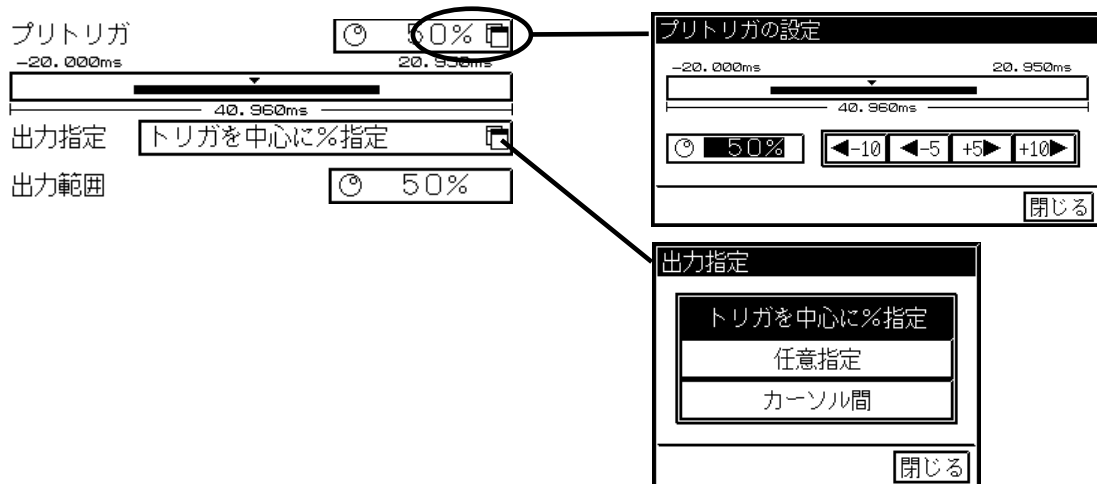 プリトリガ 50%
-20.000ms 20.950ms
40.960ms
出力指定 トリガを中心に%指定
出力範囲 50%
プリトリガの設定
-20.000ms 20.950ms
40.960ms
50% ◀-10 ◀-5 +5▶ +10▶
閉じる
出力指定
トリガを中心に%指定
任意指定
カーソル間
閉じる